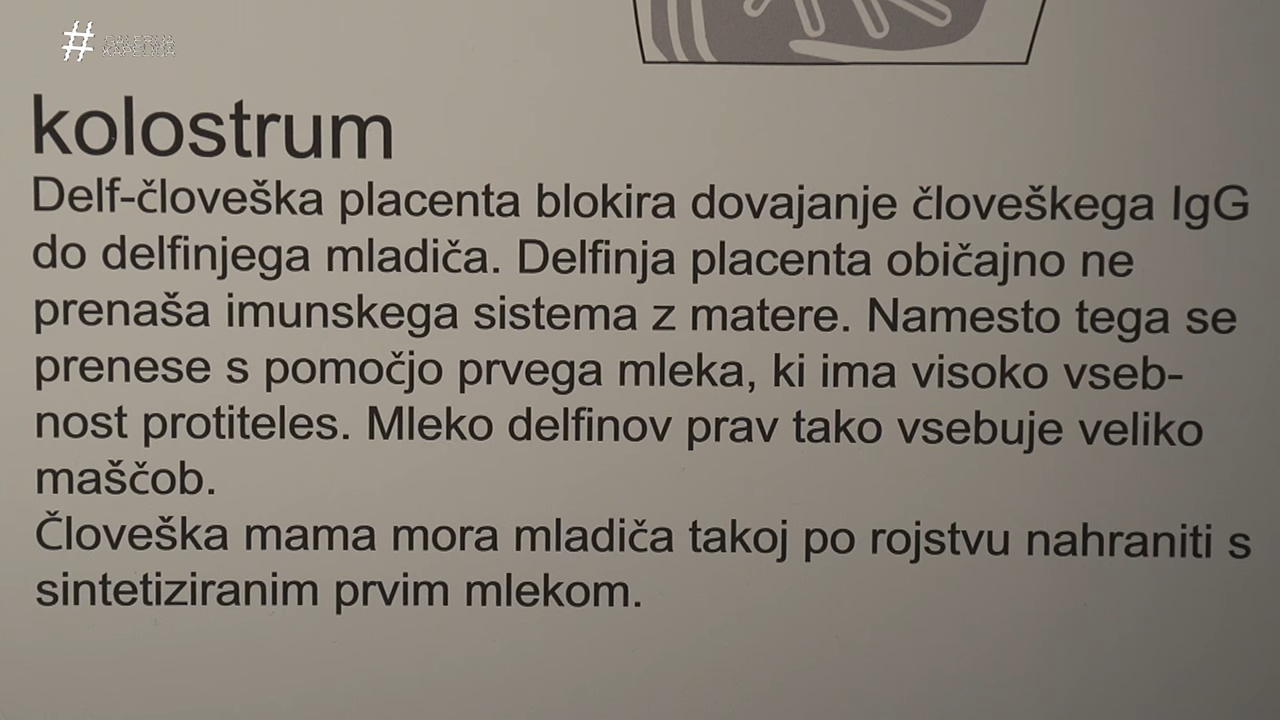 #
kolostrum
Delf-človeška placenta blokira dovajanje človeškega IgG
do delfinjega mladiča. Delfinja placenta običajno ne
prenaša imunskega sistema z matere. Namesto tega se
prenese s pomočjo prvega mleka, ki ima visoko vseb-
nost protiteles. Mleko delfinov prav tako vsebuje veliko
maščob.
Človeška mama mora mladiča takoj po rojstvu nahraniti s
sintetiziranim prvim mlekom.